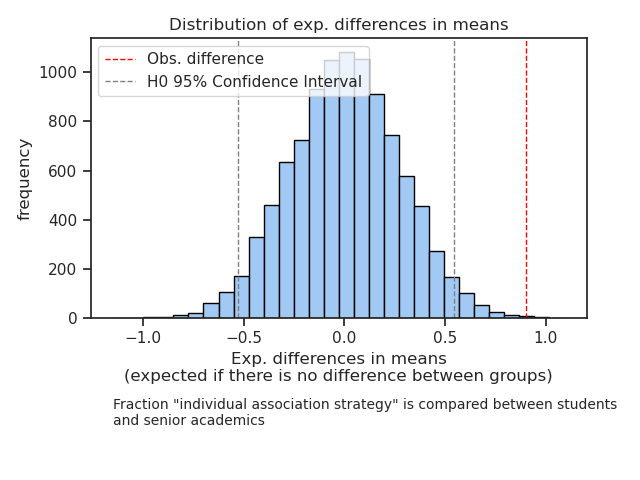 Distribution of exp. differences in means
Obs. difference
H0 95% Confidence Interval
frequency
1000
800
600
400
200
0
−1.0
−0.5
0.0
0.5
1.0
Exp. differences in means
(expected if there is no difference between groups)
Fraction "individual association strategy" is compared between students
and senior academics